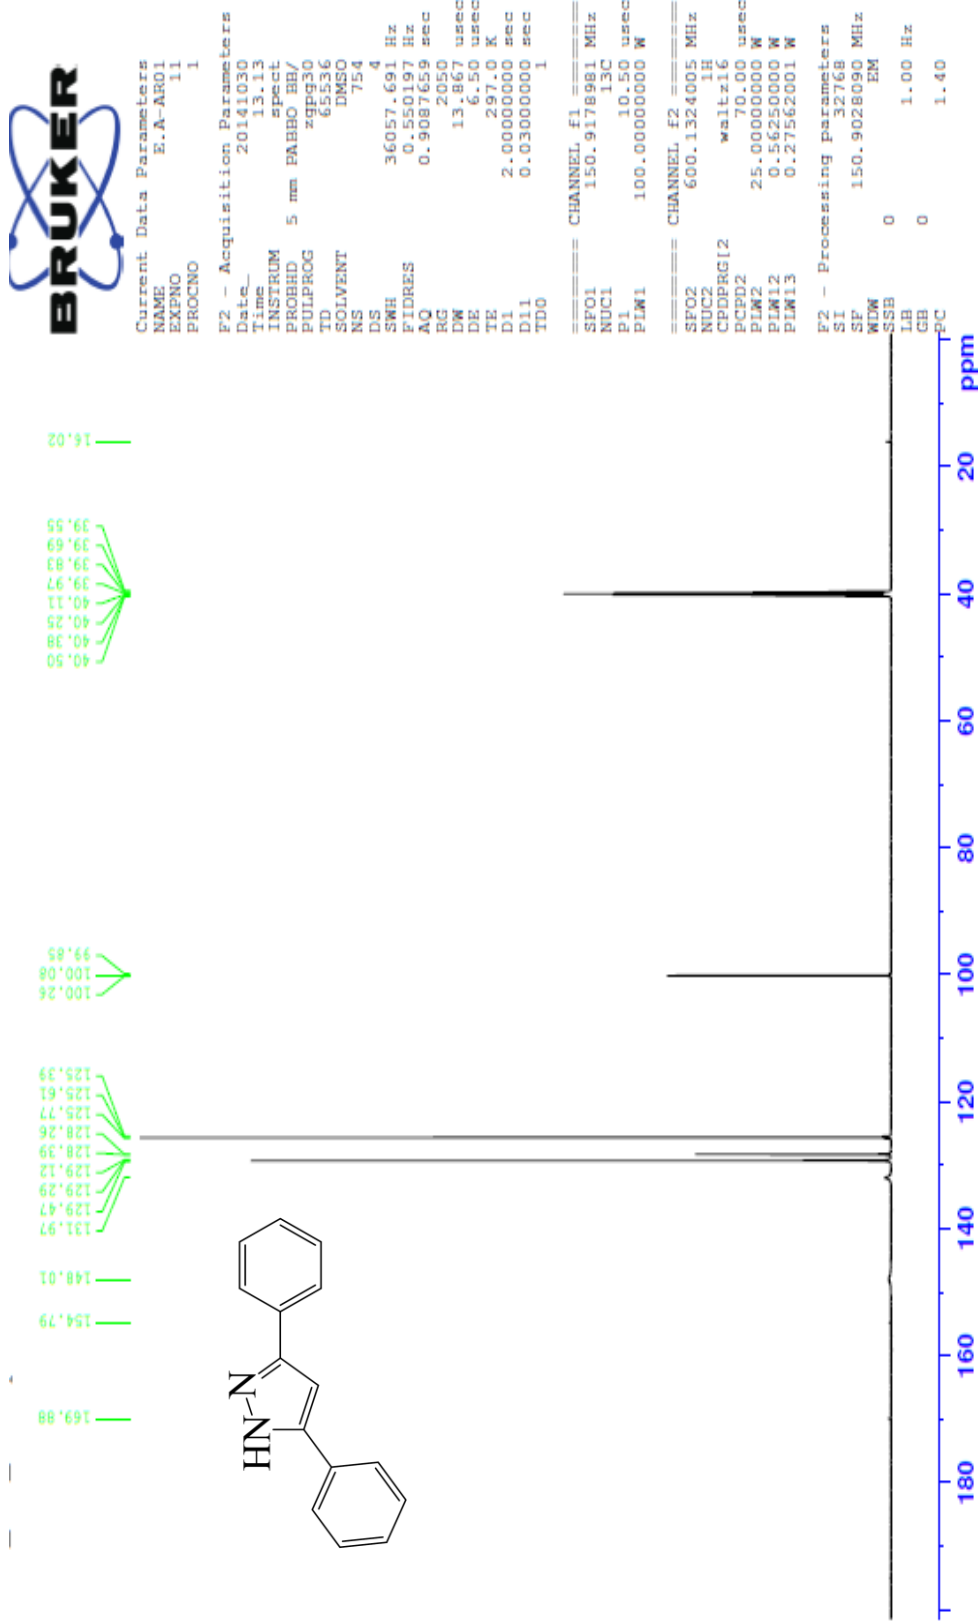 BRUKER
Current Data Parameters
NAME E.A-AR01
EXPNO 11
PROCNO 1
F2 - Acquisition Parameters
Date_ 20141030
Time 13.13
INSTRUM spect
PROBHD 5 mm PABBO BB/
PULPROG zgpg30
TD 65536
SOLVENT DMSO
NS 754
DS 4
SWH 36057.691 Hz
FIDRES 0.550197 Hz
AQ 0.9087659 sec
RG 2050
DW 13.867 usec
DE 6.50 usec
TE 297.0 K
D1 2.00000000 sec
D11 0.03000000 sec
TD0 1
======== CHANNEL f1 ========
SFO1 150.9178981 MHz
NUC1 13C
P1 10.50 usec
PLW1 100.00000000 W
======== CHANNEL f2 ========
SFO2 600.1324005 MHz
NUC2 1H
CPDPRG[2 waltz16
PCPD2 70.00 usec
PLW2 25.00000000 W
PLW12 0.56250000 W
PLW13 0.27562001 W
F2 - Processing parameters
SI 32768
SF 150.9028090 MHz
WDW EM
SSB 0
LB 1.00 Hz
GB 0
PC 1.40
169.88
154.79
148.01
131.97
129.47
129.29
129.12
128.39
128.26
125.77
125.61
125.39
100.26
100.08
99.85
40.50
40.38
40.25
40.11
39.97
39.83
39.69
39.55
16.02
HN
N
180 160 140 120 100 80 60 40 20 ppm